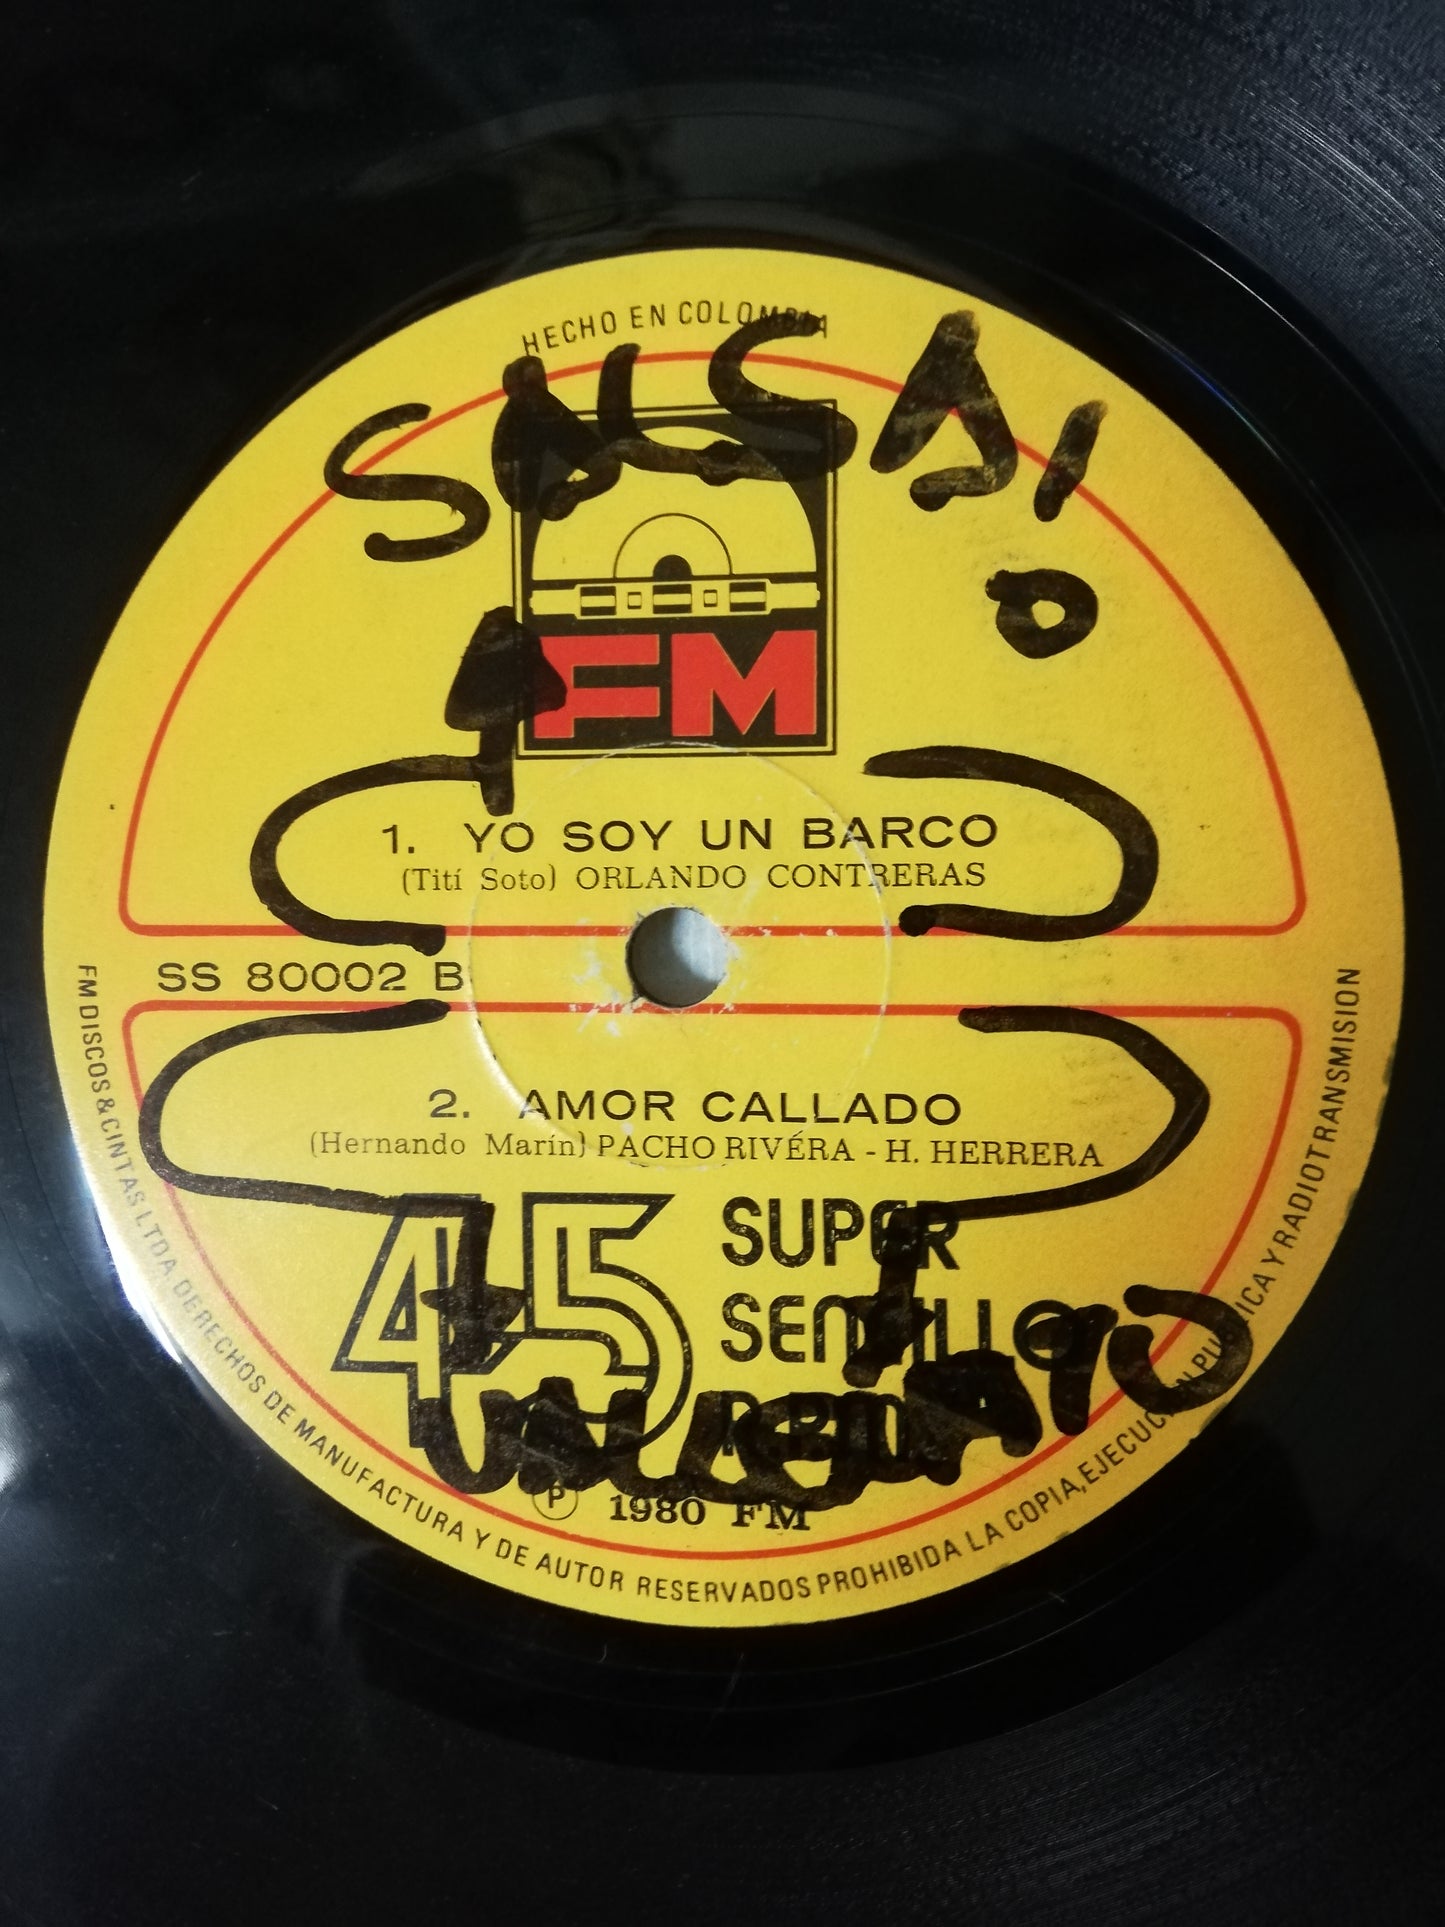 HECHO EN COLOMBIA
SALSA
FM
1. YO SOY UN BARCO
(Tití Soto) ORLANDO CONTRERAS
SS 80002 B
2. AMOR CALLADO
(Hernando Marín) PACHO RIVÉRA - H. HERRERA
45 SUPER
SENCILLO
R.P.M.
VALLENATO
℗ 1980 FM
FM DISCOS & CINTAS LTDA DERECHOS DE MANUFACTURA Y DE AUTOR RESERVADOS PROHIBIDA LA COPIA, EJECUCION PUBLICA Y RADIOTRANSMISION